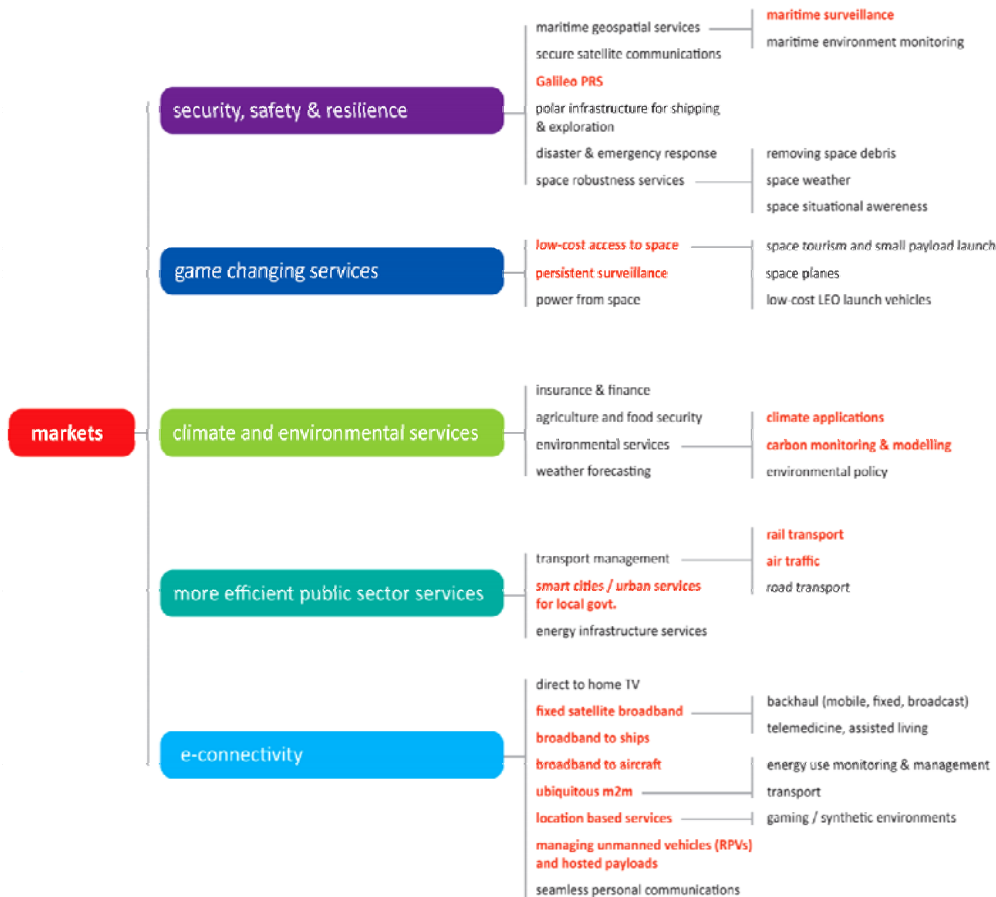 maritime geospatial services
maritime surveillance
maritime environment monitoring
secure satellite communications
Galileo PRS
polar infrastructure for shipping
& exploration
disaster & emergency response
space robustness services
removing space debris
space weather
space situational awereness
security, safety & resilience
low-cost access to space
space tourism and small payload launch
persistent surveillance
space planes
power from space
low-cost LEO launch vehicles
game changing services
markets
insurance & finance
agriculture and food security
environmental services
weather forecasting
climate applications
carbon monitoring & modelling
environmental policy
climate and environmental services
transport management
rail transport
air traffic
road transport
smart cities / urban services
for local govt.
energy infrastructure services
more efficient public sector services
direct to home TV
fixed satellite broadband
backhaul (mobile, fixed, broadcast)
telemedicine, assisted living
broadband to ships
broadband to aircraft
ubiquitous m2m
energy use monitoring & management
transport
location based services
gaming / synthetic environments
managing unmanned vehicles (RPVs)
and hosted payloads
seamless personal communications
e-connectivity